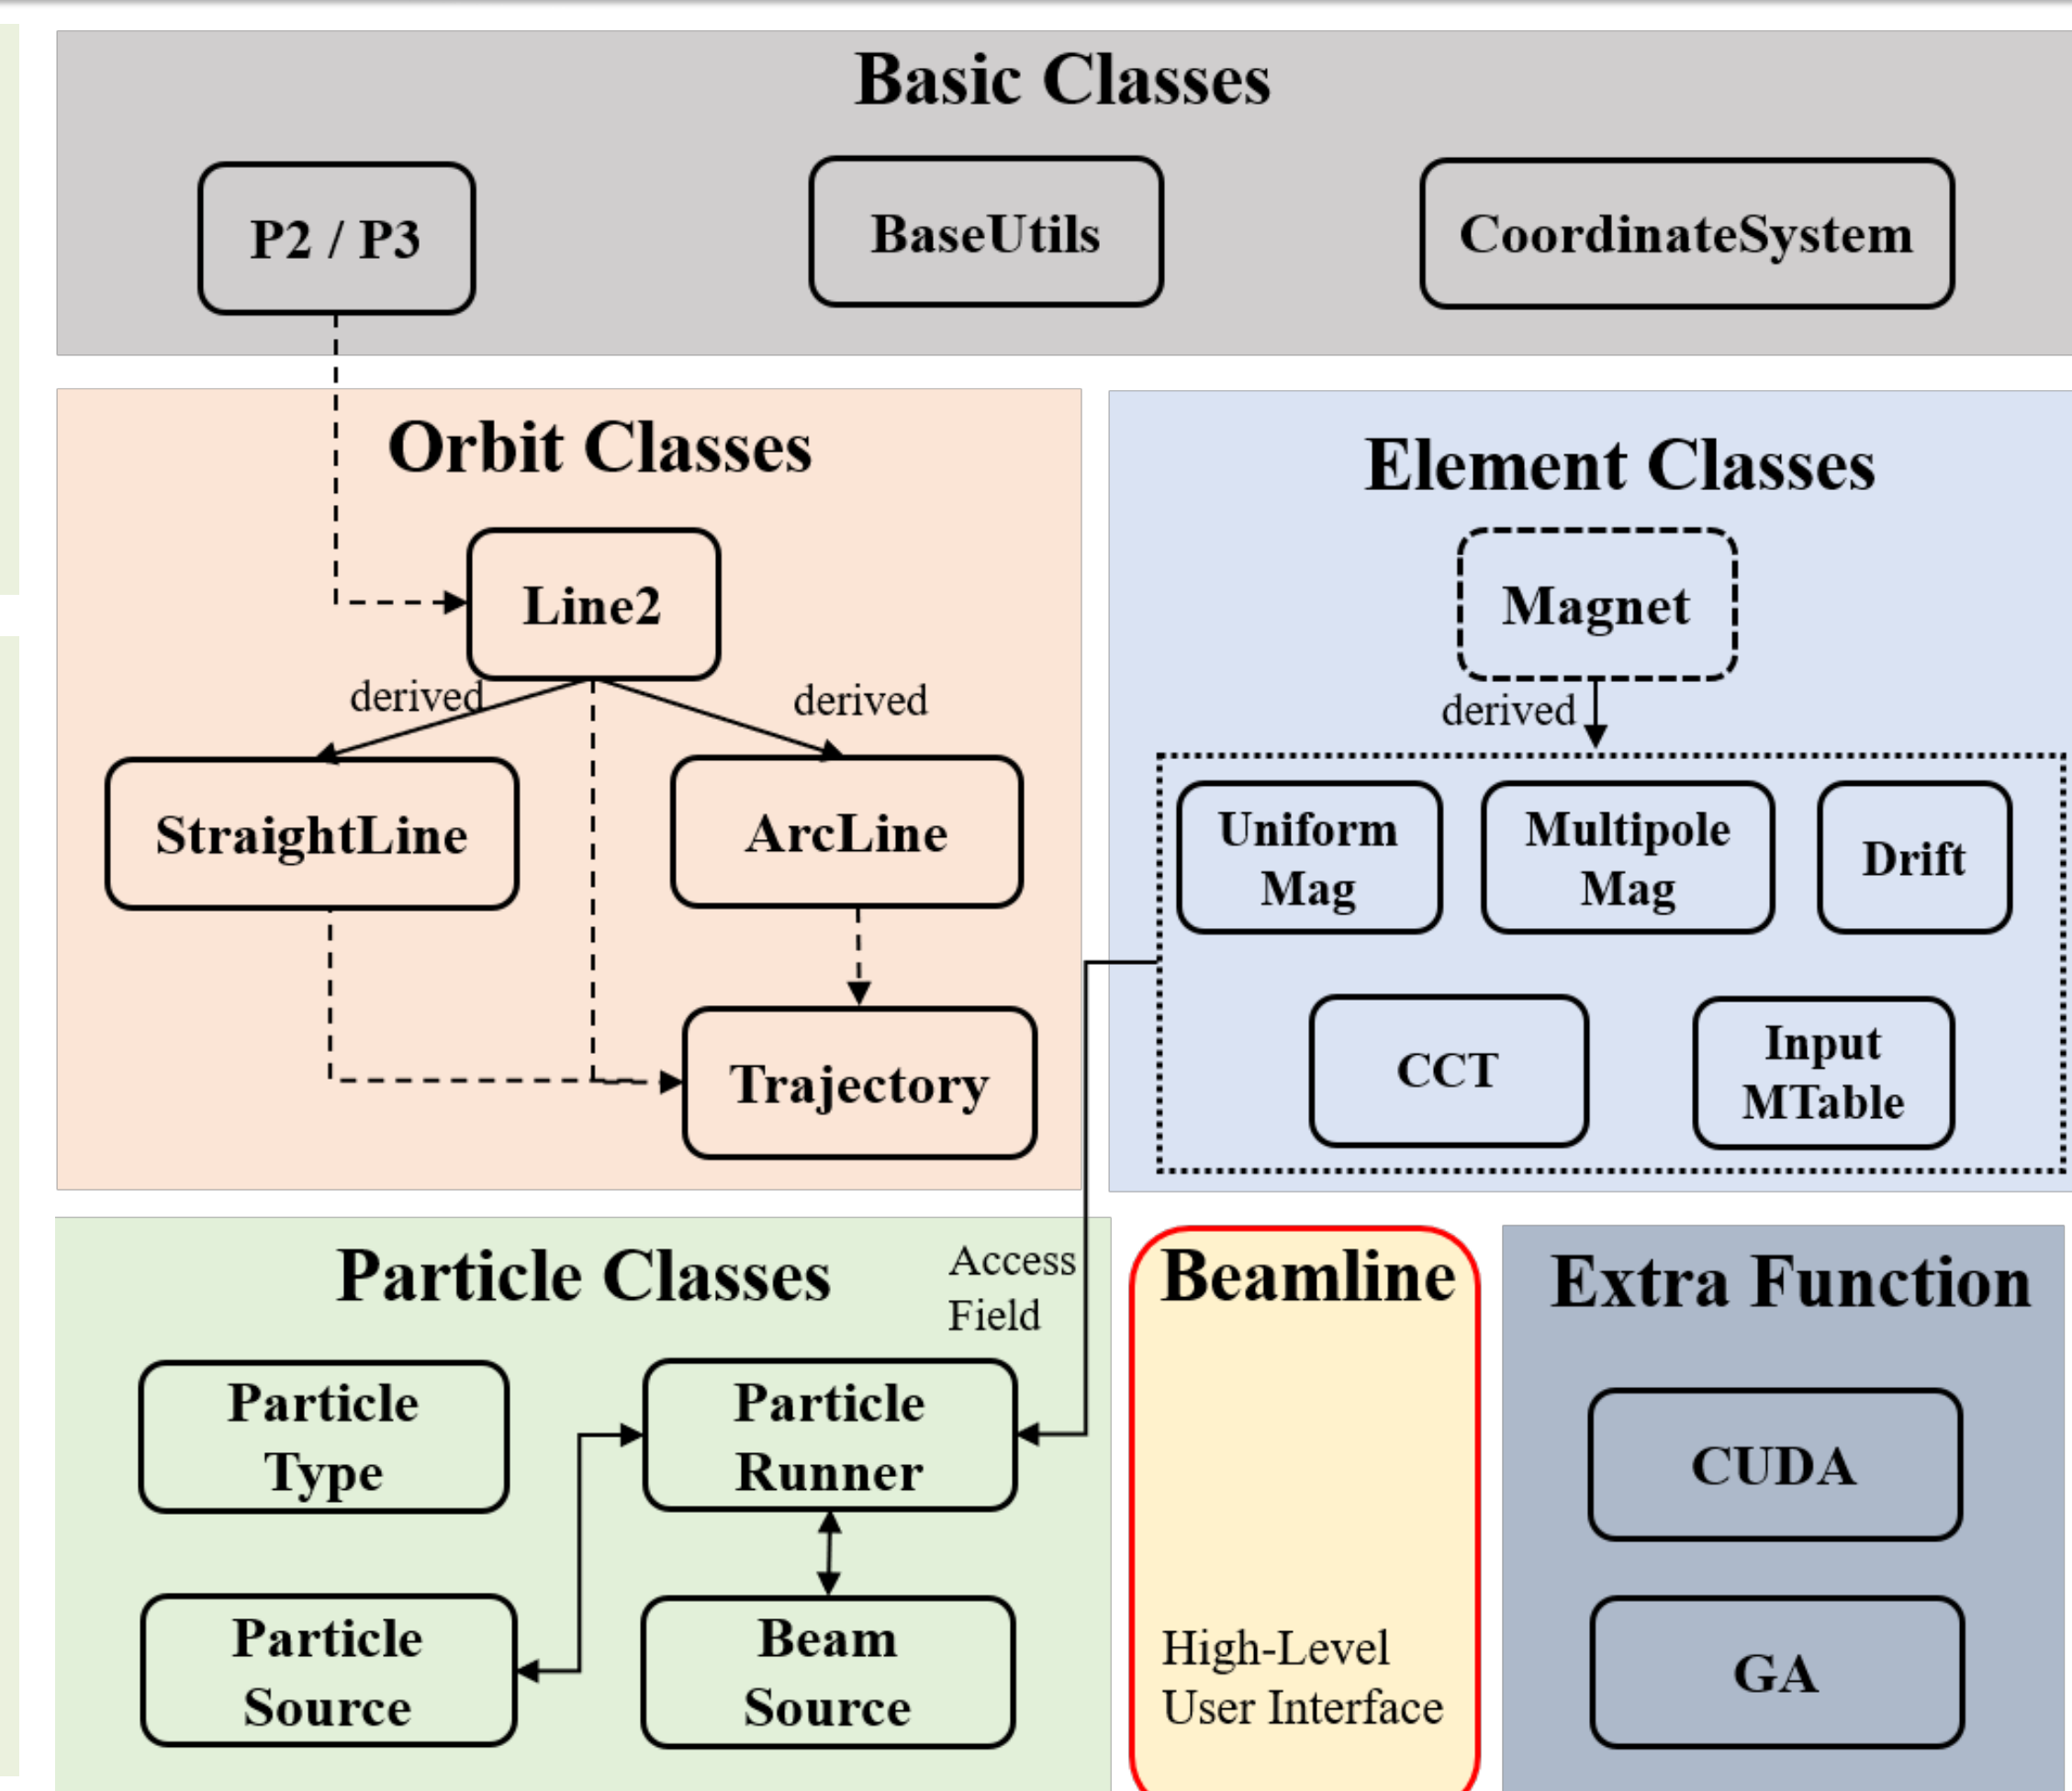 Basic Classes
P2 / P3
BaseUtils
CoordinateSystem
Orbit Classes
Line2
derived
derived
StraightLine
ArcLine
Trajectory
Element Classes
Magnet
derived
Uniform
Mag
Multipole
Mag
Drift
CCT
Input
MTable
Particle Classes
Access
Field
Particle
Type
Particle
Runner
Particle
Source
Beam
Source
Beamline
High-Level
User Interface
Extra Function
CUDA
GA